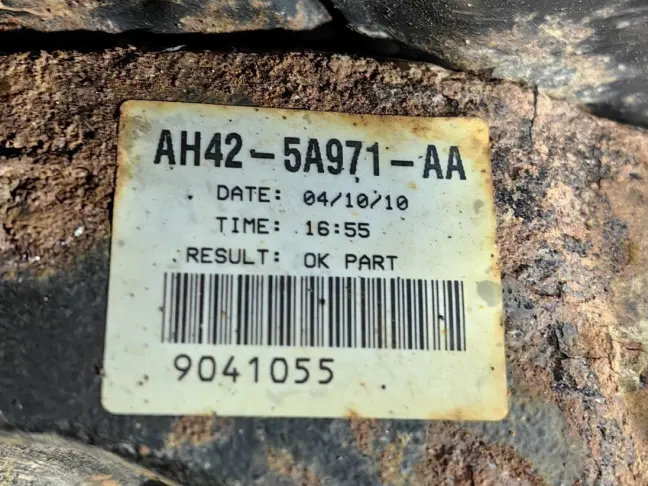 AH42-5A971-AA
DATE: 04/10/10
TIME: 16:55
RESULT: OK PART
9041055